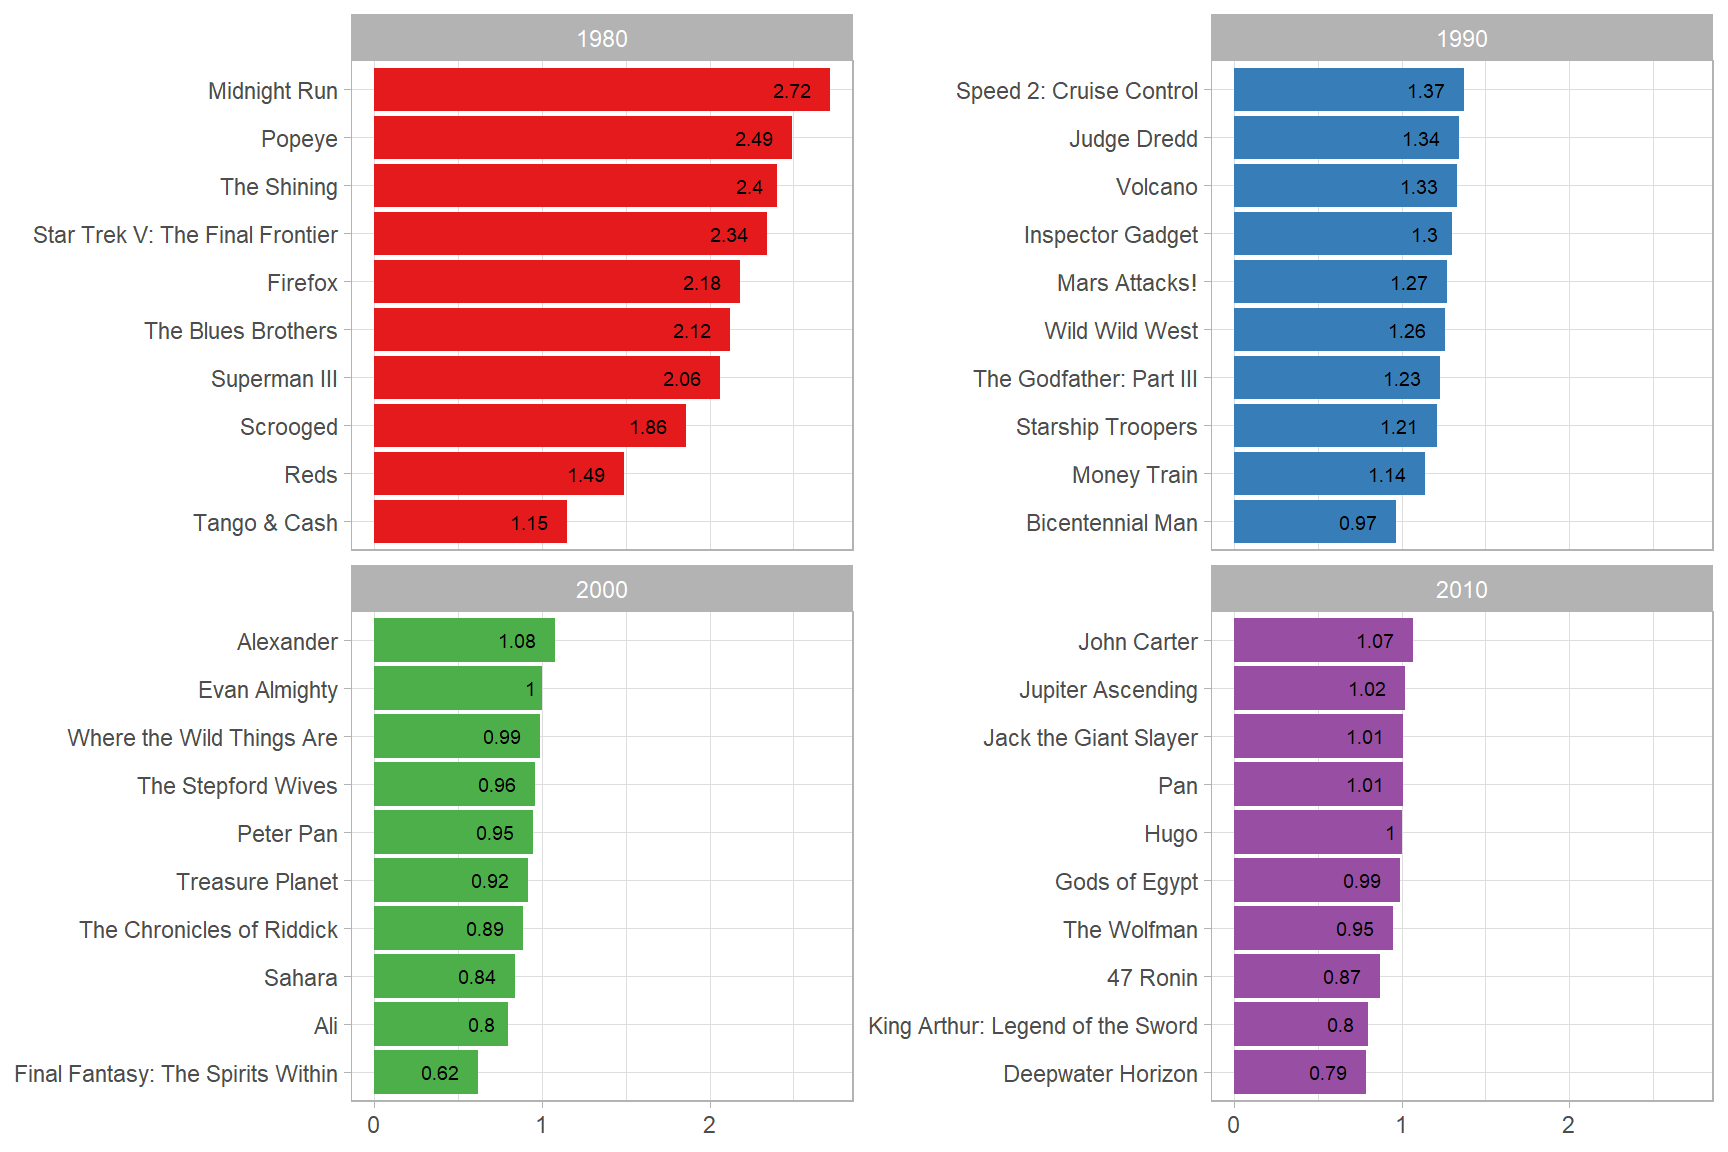 1980
Midnight Run 2.72
Popeye 2.49
The Shining 2.4
Star Trek V: The Final Frontier 2.34
Firefox 2.18
The Blues Brothers 2.12
Superman III 2.06
Scrooged 1.86
Reds 1.49
Tango & Cash 1.15
1990
Speed 2: Cruise Control 1.37
Judge Dredd 1.34
Volcano 1.33
Inspector Gadget 1.3
Mars Attacks! 1.27
Wild Wild West 1.26
The Godfather: Part III 1.23
Starship Troopers 1.21
Money Train 1.14
Bicentennial Man 0.97
2000
Alexander 1.08
Evan Almighty 1
Where the Wild Things Are 0.99
The Stepford Wives 0.96
Peter Pan 0.95
Treasure Planet 0.92
The Chronicles of Riddick 0.89
Sahara 0.84
Ali 0.8
Final Fantasy: The Spirits Within 0.62
0 1 2
2010
John Carter 1.07
Jupiter Ascending 1.02
Jack the Giant Slayer 1.01
Pan 1.01
Hugo 1
Gods of Egypt 0.99
The Wolfman 0.95
47 Ronin 0.87
King Arthur: Legend of the Sword 0.8
Deepwater Horizon 0.79
0 1 2